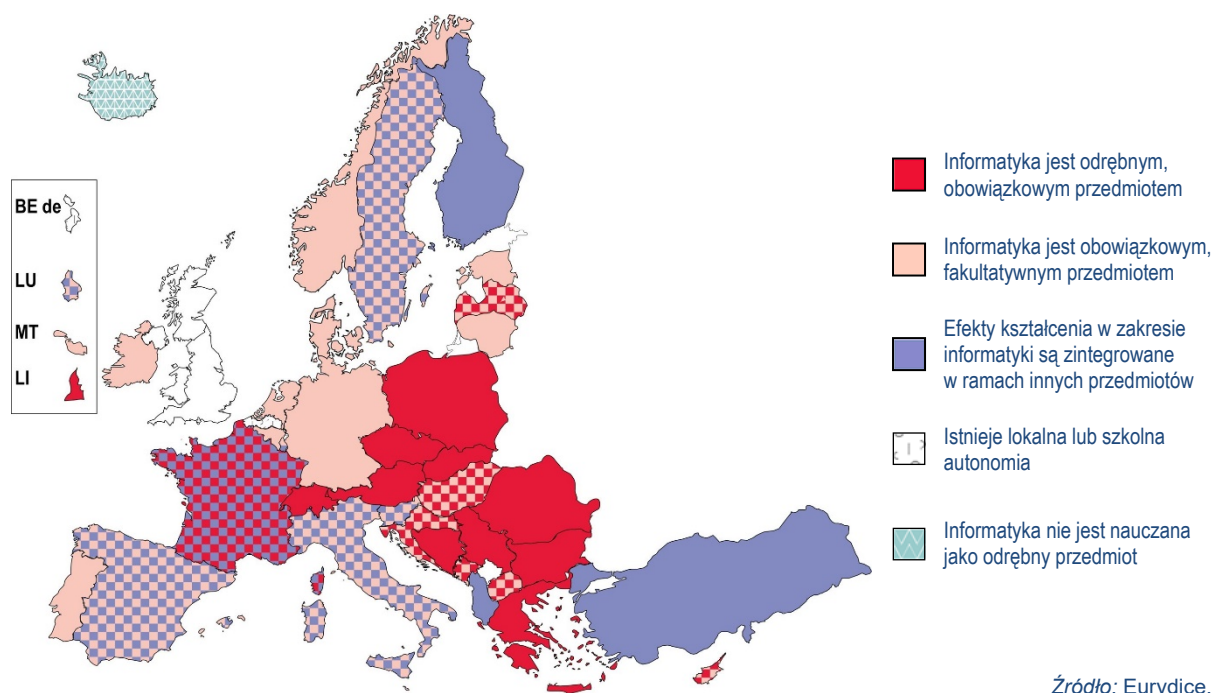 BE de
LU
MT
LI
Informatyka jest odrębnym,
obowiązkowym przedmiotem
Informatyka jest obowiązkowym,
fakultatywnym przedmiotem
Efekty kształcenia w zakresie
informatyki są zintegrowane
w ramach innych przedmiotów
Istnieje lokalna lub szkolna
autonomia
Informatyka nie jest nauczana
jako odrębny przedmiot
Źródło: Eurydice.